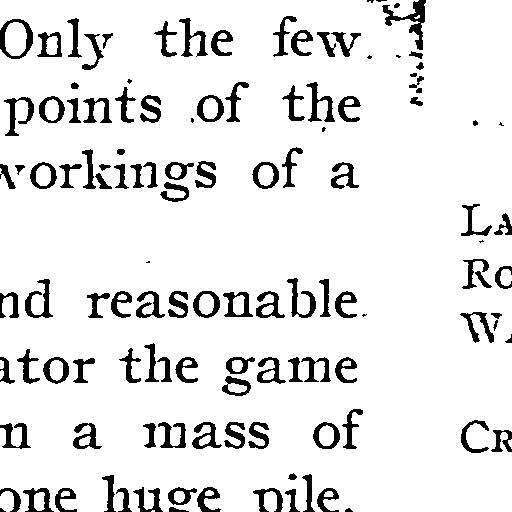 Only the few
points of the
workings of a
nd reasonable
ator the game
n a mass of
one huge pile.
LA
RO
WA
CR